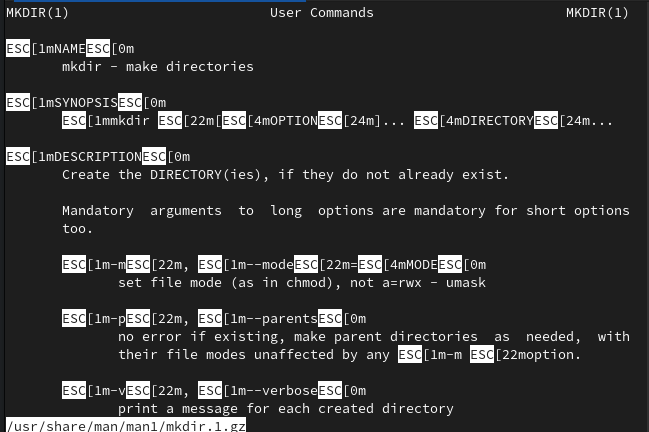 MKDIR(1) User Commands MKDIR(1)
ESC[1mNAMEESC[0m
mkdir - make directories
ESC[1mSYNOPSISESC[0m
ESC[1mmkdir ESC[22m[ESC[4mOPTIONESC[24m]... ESC[4mDIRECTORYESC[24m...
ESC[1mDESCRIPTIONESC[0m
Create the DIRECTORY(ies), if they do not already exist.
Mandatory arguments to long options are mandatory for short options
too.
ESC[1m-mESC[22m, ESC[1m--modeESC[22m=ESC[4mMODEESC[0m
set file mode (as in chmod), not a=rwx - umask
ESC[1m-pESC[22m, ESC[1m--parentsESC[0m
no error if existing, make parent directories as needed, with
their file modes unaffected by any ESC[1m-m ESC[22moption.
ESC[1m-vESC[22m, ESC[1m--verboseESC[0m
print a message for each created directory
/usr/share/man/man1/mkdir.1.gz